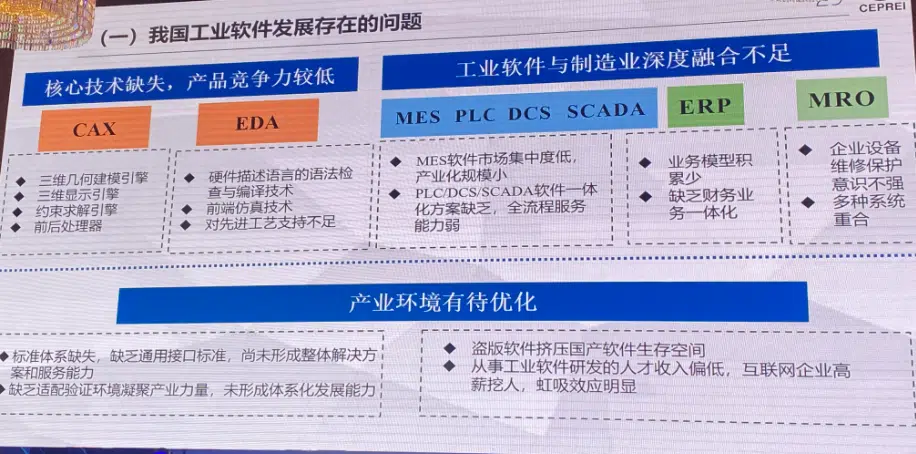 CEPREI
（一）我国工业软件发展存在的问题
核心技术缺失，产品竞争力较低
工业软件与制造业深度融合不足
CAX
EDA
MES PLC DCS SCADA
ERP
MRO
三维几何建模引擎
三维显示引擎
约束求解引擎
前后处理器
硬件描述语言的语法检
查与编译技术
前端仿真技术
对先进工艺支持不足
MES软件市场集中度低，
产业化规模小
PLC/DCS/SCADA软件一体
化方案缺乏，全流程服务
能力弱
业务模型积
累少
缺乏财务业
务一体化
企业设备
维修保护
意识不强
多种系统
重合
产业环境有待优化
标准体系缺失，缺乏通用接口标准，尚未形成整体解决方
案和服务能力
缺乏适配验证环境凝聚产业力量，未形成体系化发展能力
盗版软件挤压国产软件生存空间
从事工业软件研发的人才收入偏低，互联网企业高
薪挖人，虹吸效应明显